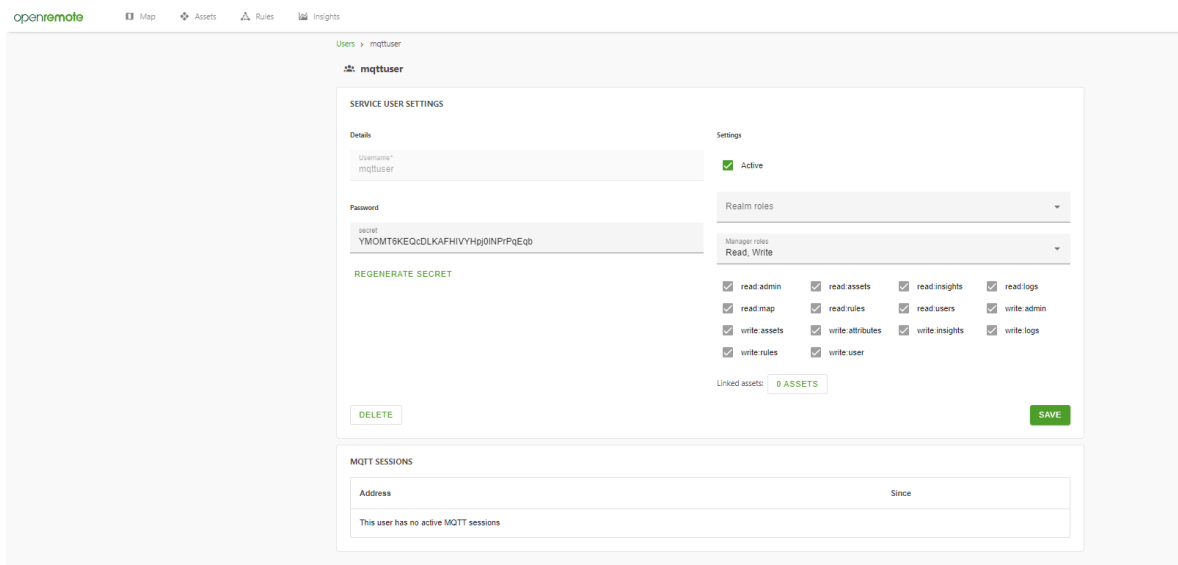 openremote Map Assets Rules Insights
Users > mqttuser
mqttuser
SERVICE USER SETTINGS
Details
Username*
mqttuser
Password
secret
YMOMT6KEQcDLKAFHIVYHpj0INPrPqEqb
REGENERATE SECRET
Settings
Active
Realm roles
Manager roles
Read, Write
read:admin read:assets read:insights read:logs
read:map read:rules read:users write:admin
write:assets write:attributes write:insights write:logs
write:rules write:user
Linked assets: 0 ASSETS
DELETE SAVE
MQTT SESSIONS
Address Since
This user has no active MQTT sessions